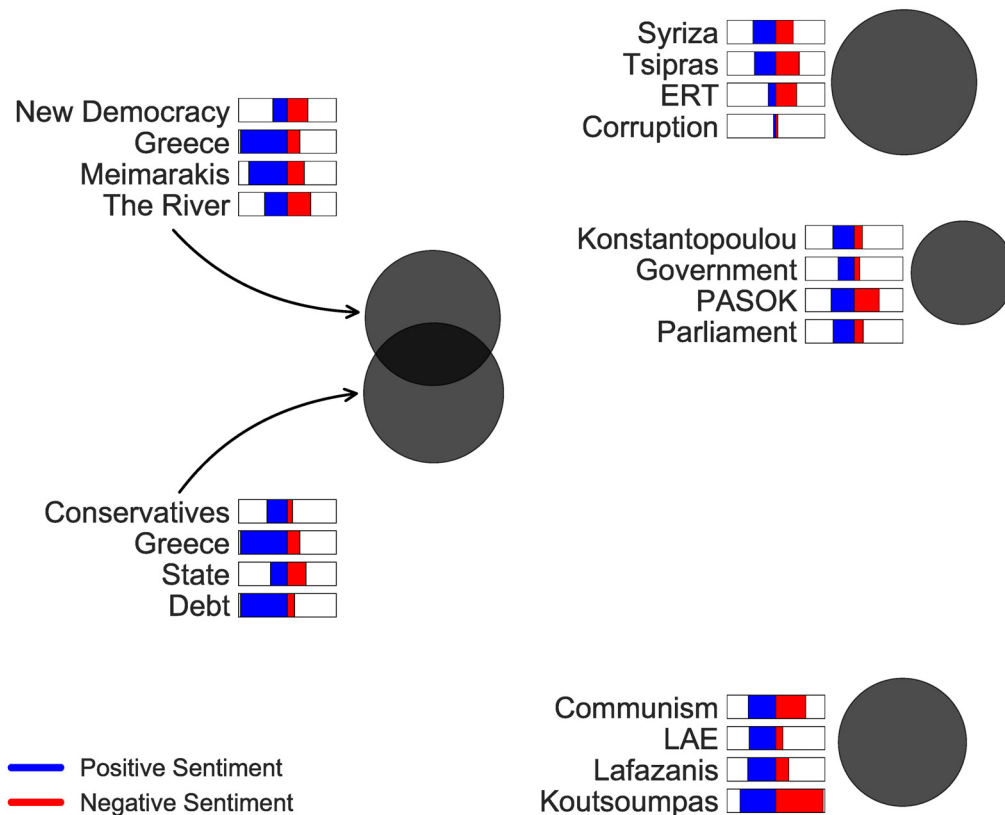 Syriza
Tsipras
ERT
Corruption
New Democracy
Greece
Meimarakis
The River
Konstantopoulou
Government
PASOK
Parliament
Conservatives
Greece
State
Debt
Communism
LAE
Lafazanis
Koutsoumpas
Positive Sentiment
Negative Sentiment